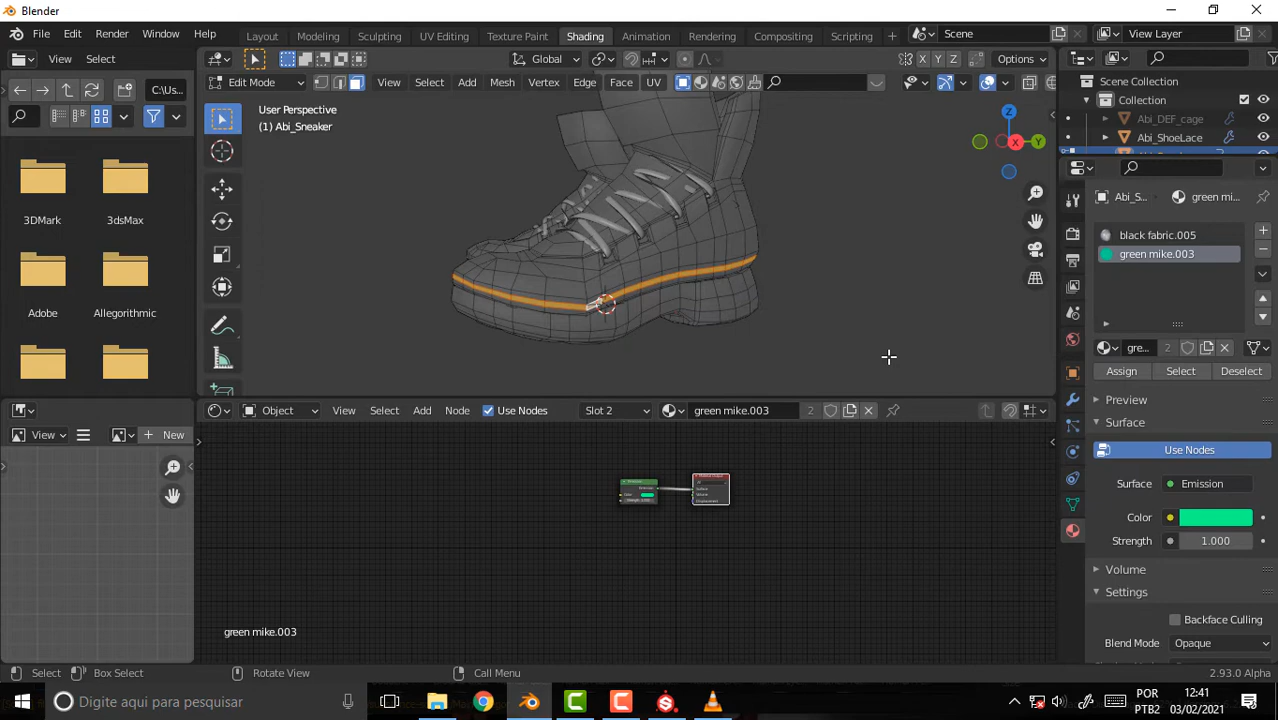 Blender
File Edit Render Window Help
Layout Modeling Sculpting UV Editing Texture Paint Shading Animation Rendering Compositing Scripting +
Scene
View Layer
View Select
Global
X Y Z
Options
Edit Mode
View Select Add Mesh Vertex Edge Face UV
C:\Us...
User Perspective
(1) Abi_Sneaker
Z
X
Y
3DMark
3dsMax
Adobe
Allegorithmic
Scene Collection
Collection
Abi_DEF_cage
Abi_ShoeLace
Abi_S...
green mi...
black fabric.005
green mike.003
gre...
2
Assign Select Deselect
Preview
Surface
Use Nodes
Surface Emission
Color
Strength 1.000
Volume
Settings
Backface Culling
Blend Mode Opaque
Object
View Select Add Node
Use Nodes
Slot 2
green mike.003
2
View
New
Emission
Color
green mike.003
Select
Box Select
Rotate View
Call Menu
2.93.0 Alpha
Digite aqui para pesquisar
POR
PTB2
12:41
03/02/2021